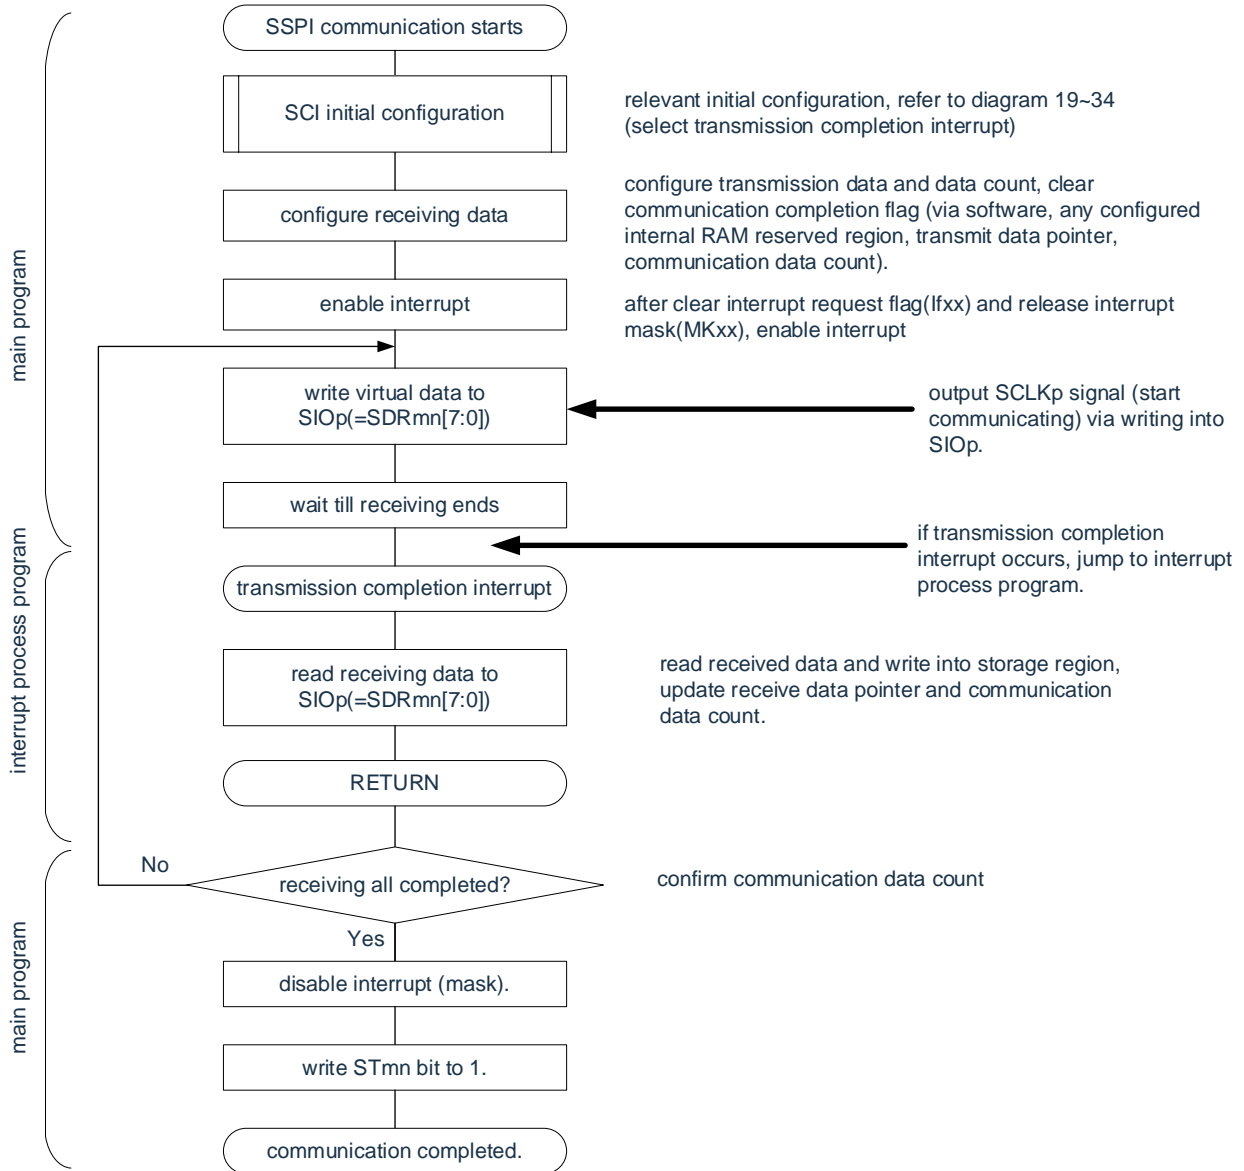 SSPI communication starts
SCI initial configuration
relevant initial configuration, refer to diagram 19~34
(select transmission completion interrupt)
configure receiving data
configure transmission data and data count, clear
communication completion flag (via software, any configured
internal RAM reserved region, transmit data pointer,
communication data count).
enable interrupt
after clear interrupt request flag(Ifxx) and release interrupt
mask(MKxx), enable interrupt
main program
write virtual data to
SIOp(=SDRmn[7:0])
output SCLKp signal (start
communicating) via writing into
SIOp.
wait till receiving ends
if transmission completion
interrupt occurs, jump to interrupt
process program.
transmission completion interrupt
interrupt process program
read receiving data to
SIOp(=SDRmn[7:0])
read received data and write into storage region,
update receive data pointer and communication
data count.
RETURN
No
receiving all completed?
confirm communication data count
Yes
main program
disable interrupt (mask).
write STmn bit to 1.
communication completed.